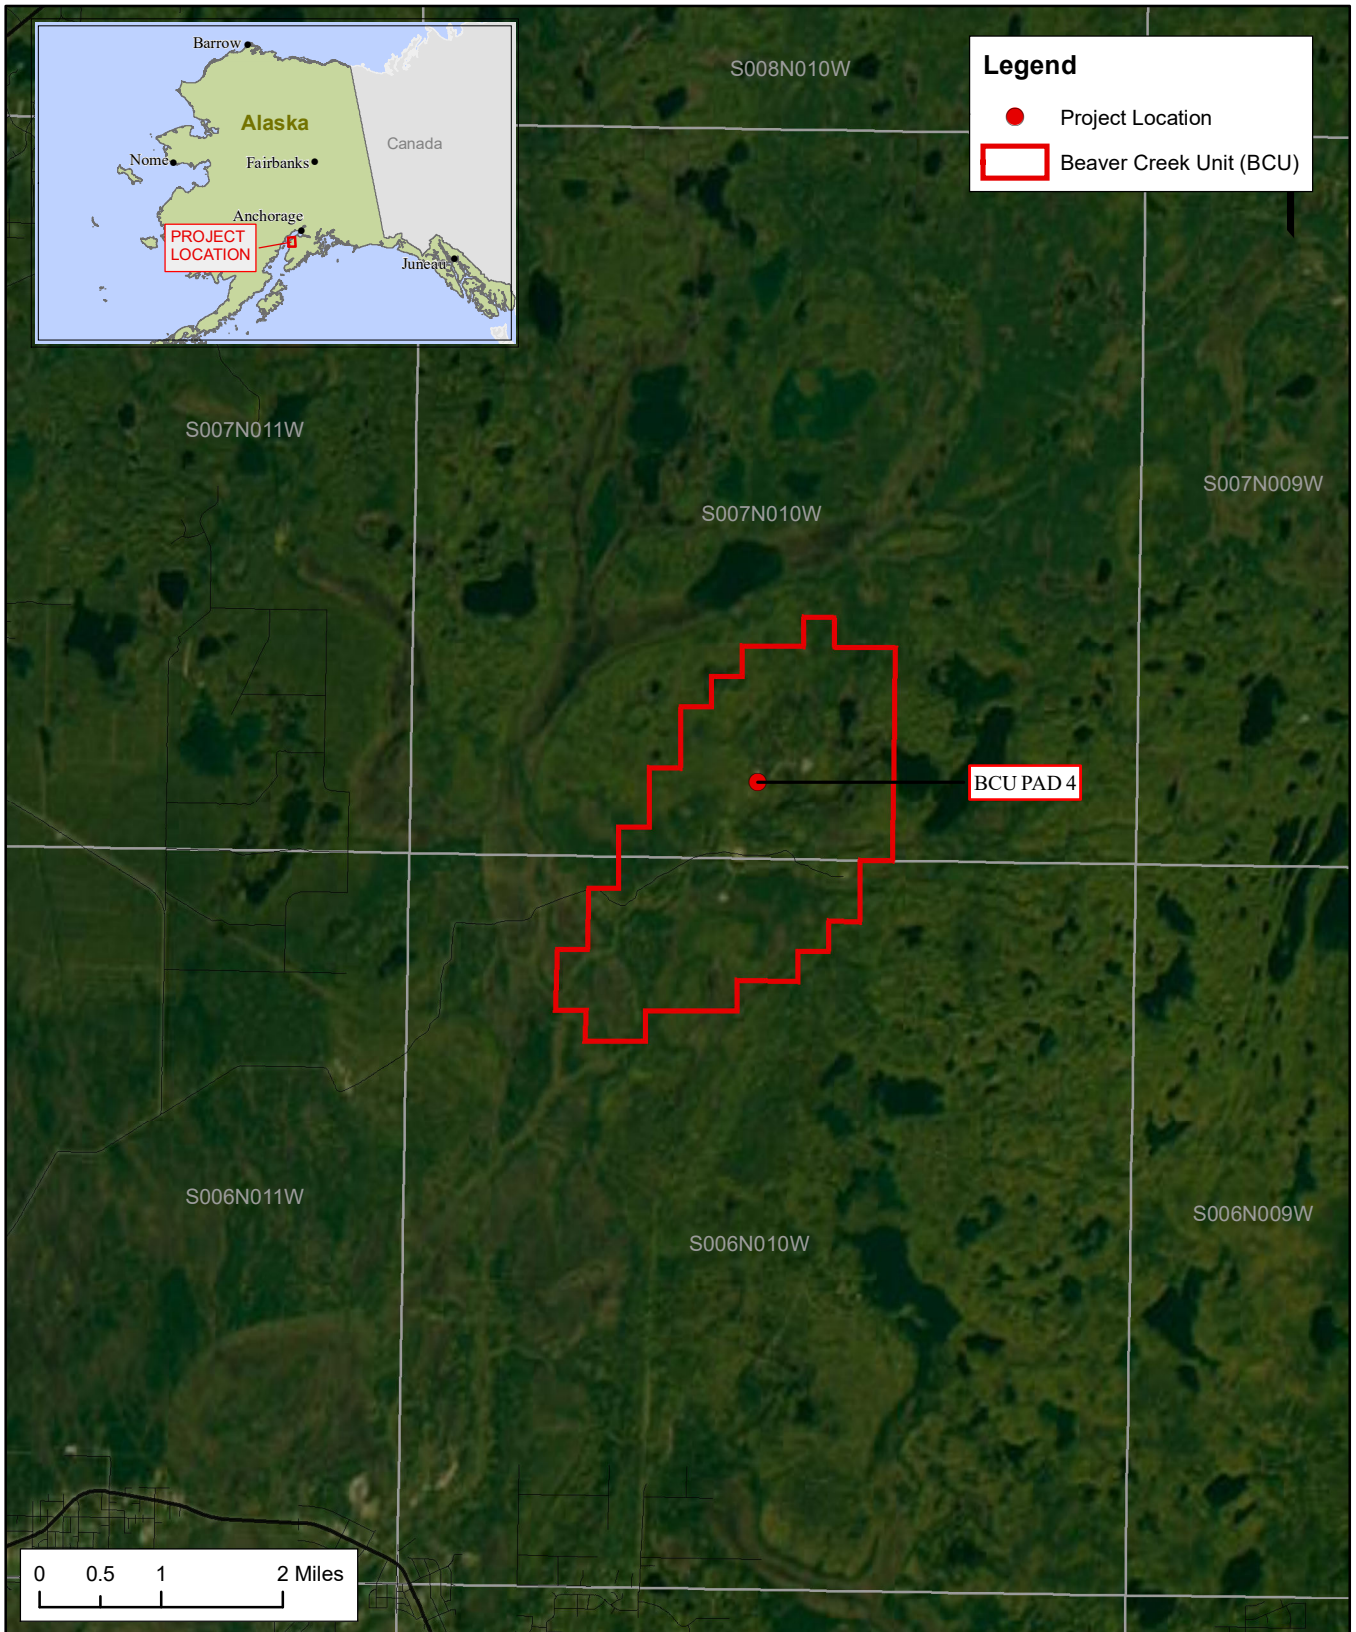 Barrow
Alaska
Canada
Nome
Fairbanks
Anchorage
PROJECT
LOCATION
Juneau
S008N010W
Legend
Project Location
Beaver Creek Unit (BCU)
S007N011W
S007N009W
S007N010W
BCU PAD 4
S006N011W
S006N009W
S006N010W
0 0.5 1 2 Miles